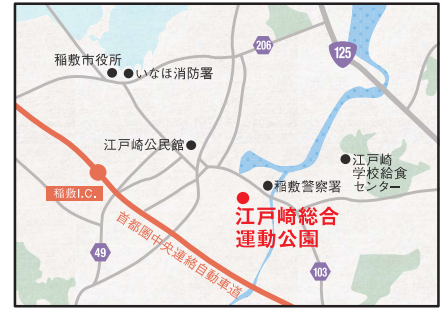 稲敷市役所
いなほ消防署
206
125
江戸崎公民館
江戸崎
学校給食
センター
稲敷I.C.
稲敷警察署
江戸崎総合
運動公園
首都圏中央連絡自動車道
49
103